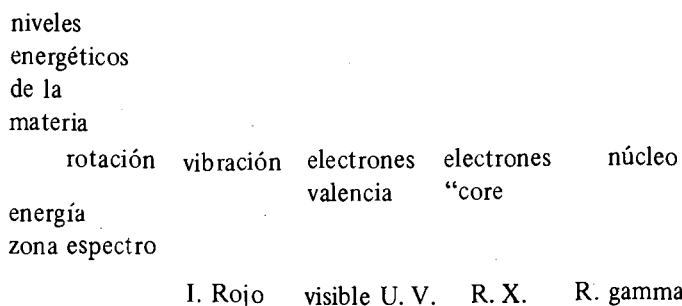 niveles
energéticos
de la
materia
rotación vibración electrones electrones núcleo
valencia “core
energía
zona espectro
I. Rojo visible U. V. R. X. R. gamma